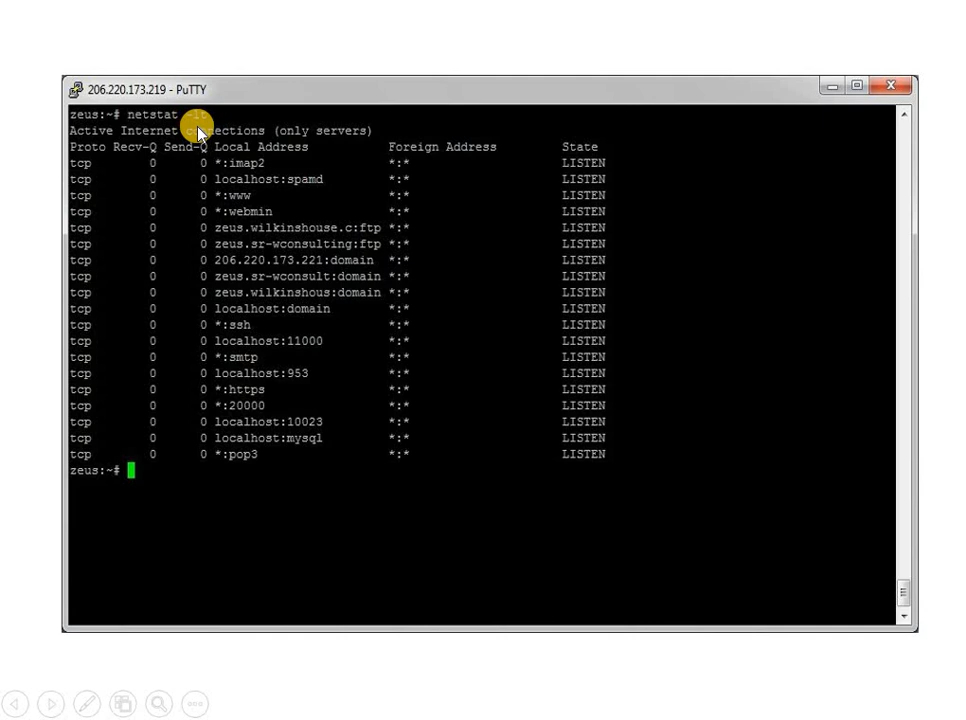 206.220.173.219 - PuTTY
zeus:~# netstat -lt
Active Internet connections (only servers)
Proto Recv-Q Send-Q Local Address Foreign Address State
tcp 0 0 *:imap2 *:* LISTEN
tcp 0 0 localhost:spamd *:* LISTEN
tcp 0 0 *:www *:* LISTEN
tcp 0 0 *:webmin *:* LISTEN
tcp 0 0 zeus.wilkinshouse.c:ftp *:* LISTEN
tcp 0 0 zeus.sr-wconsulting:ftp *:* LISTEN
tcp 0 0 206.220.173.221:domain *:* LISTEN
tcp 0 0 zeus.sr-wconsult:domain *:* LISTEN
tcp 0 0 zeus.wilkinshous:domain *:* LISTEN
tcp 0 0 localhost:domain *:* LISTEN
tcp 0 0 *:ssh *:* LISTEN
tcp 0 0 localhost:11000 *:* LISTEN
tcp 0 0 *:smtp *:* LISTEN
tcp 0 0 localhost:953 *:* LISTEN
tcp 0 0 *:https *:* LISTEN
tcp 0 0 *:20000 *:* LISTEN
tcp 0 0 localhost:10023 *:* LISTEN
tcp 0 0 localhost:mysql *:* LISTEN
tcp 0 0 *:pop3 *:* LISTEN
zeus:~#